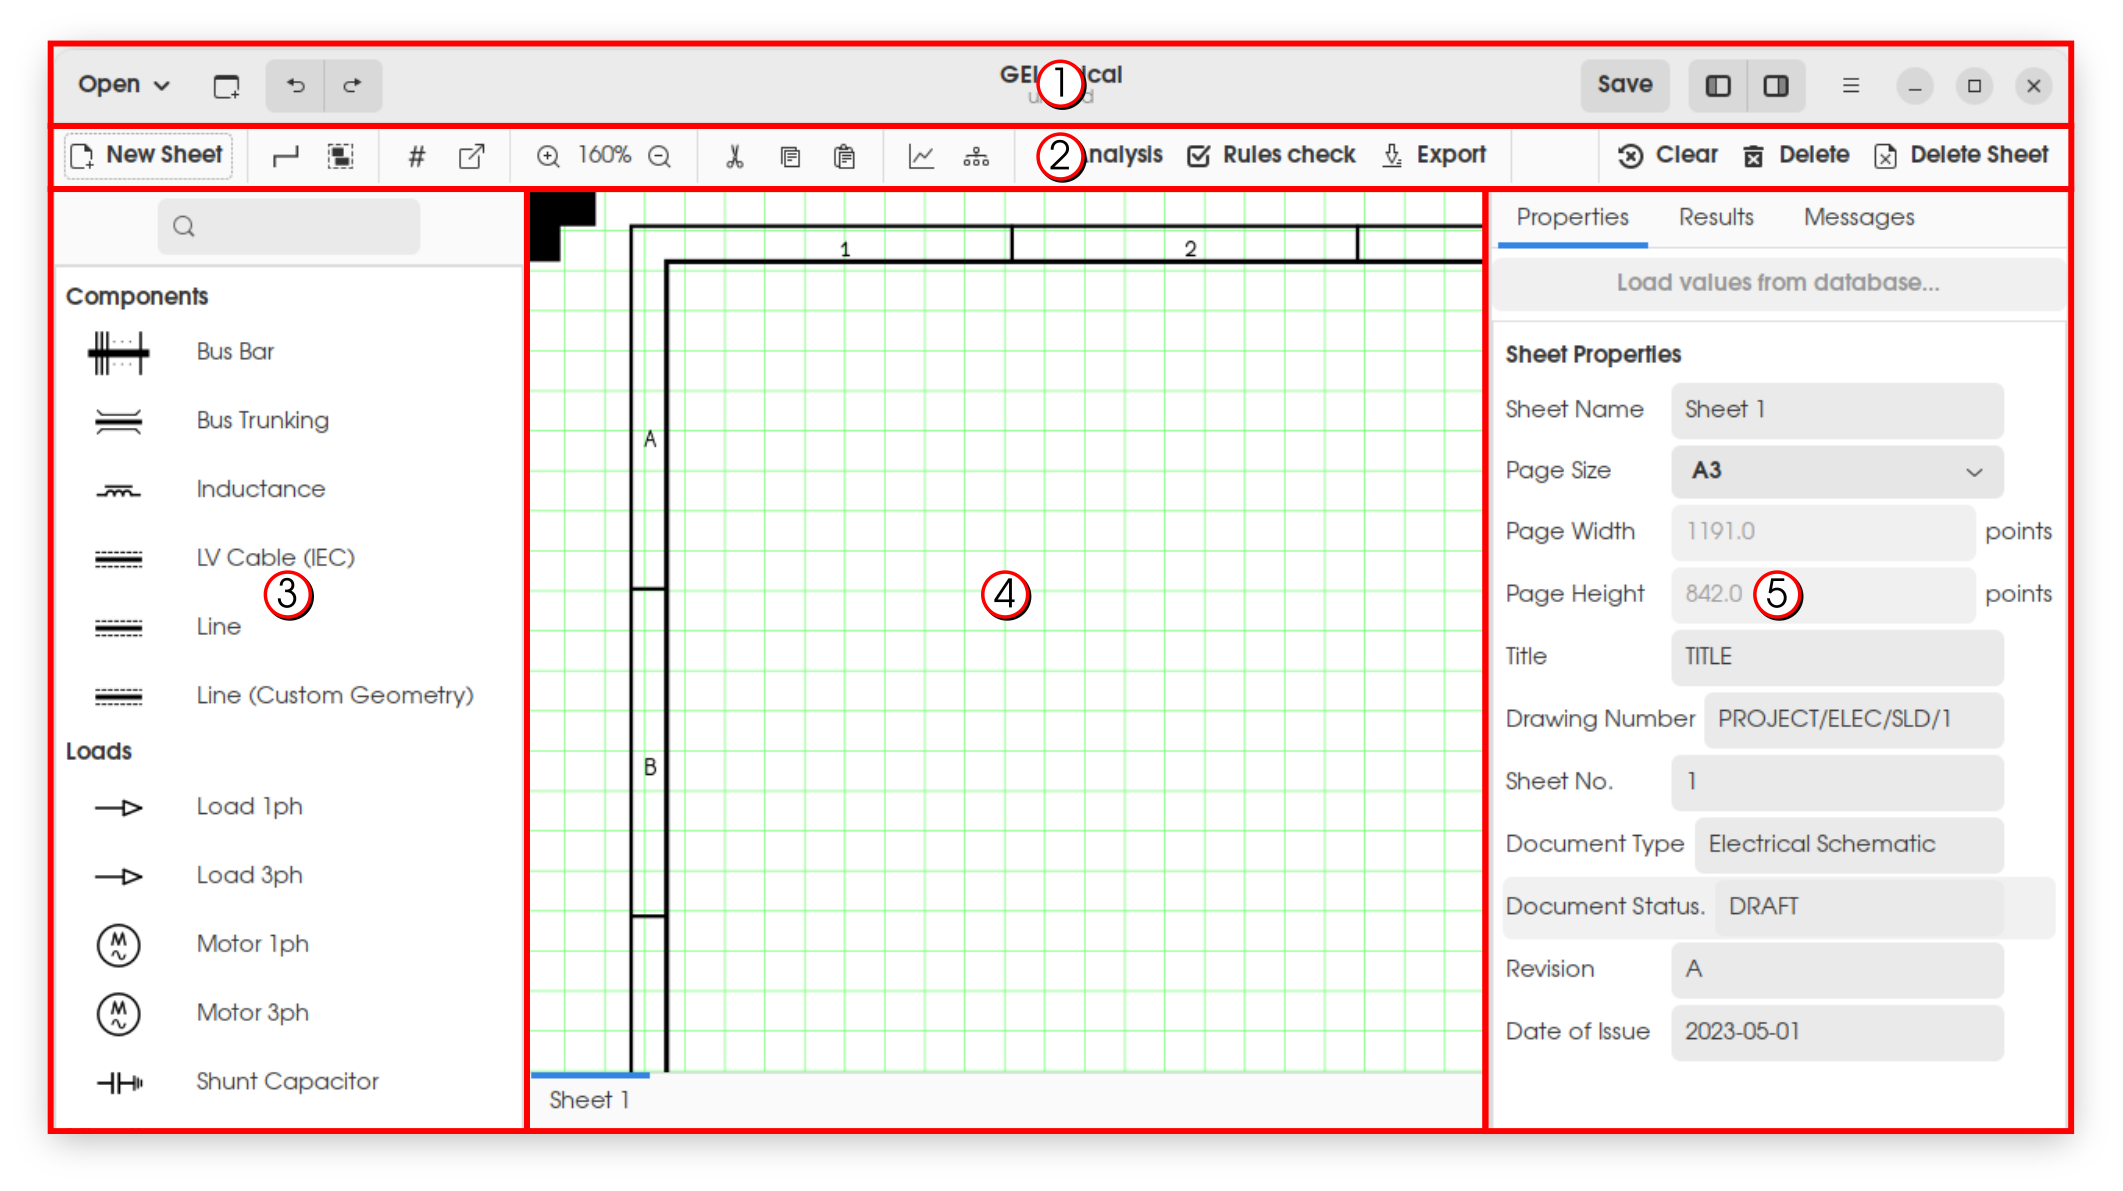 Open
GEl ical
1
Save
New Sheet
#
160%
2
nalysis
Rules check
Export
Clear
Delete
Delete Sheet
Components
Bus Bar
Bus Trunking
Inductance
LV Cable (IEC)
3
Line
Line (Custom Geometry)
Loads
Load 1ph
Load 3ph
M
Motor 1ph
M
Motor 3ph
Shunt Capacitor
1
2
A
4
B
Sheet 1
Properties
Results
Messages
Load values from database...
Sheet Properties
Sheet Name
Sheet 1
Page Size
A3
Page Width
1191.0
points
Page Height
842.0
5
points
Title
TITLE
Drawing Number
PROJECT/ELEC/SLD/1
Sheet No.
1
Document Type
Electrical Schematic
Document Status.
DRAFT
Revision
A
Date of Issue
2023-05-01